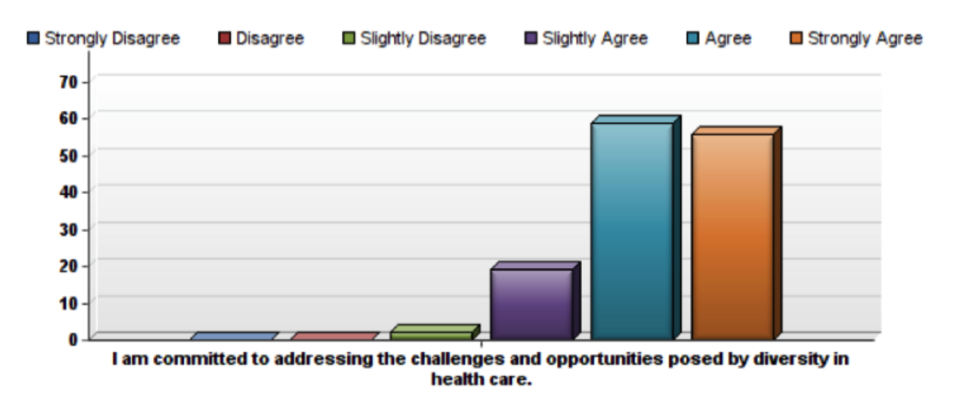 Strongly Disagree Disagree Slightly Disagree Slightly Agree Agree Strongly Agree
70
60
50
40
30
20
10
0
I am committed to addressing the challenges and opportunities posed by diversity in
health care.